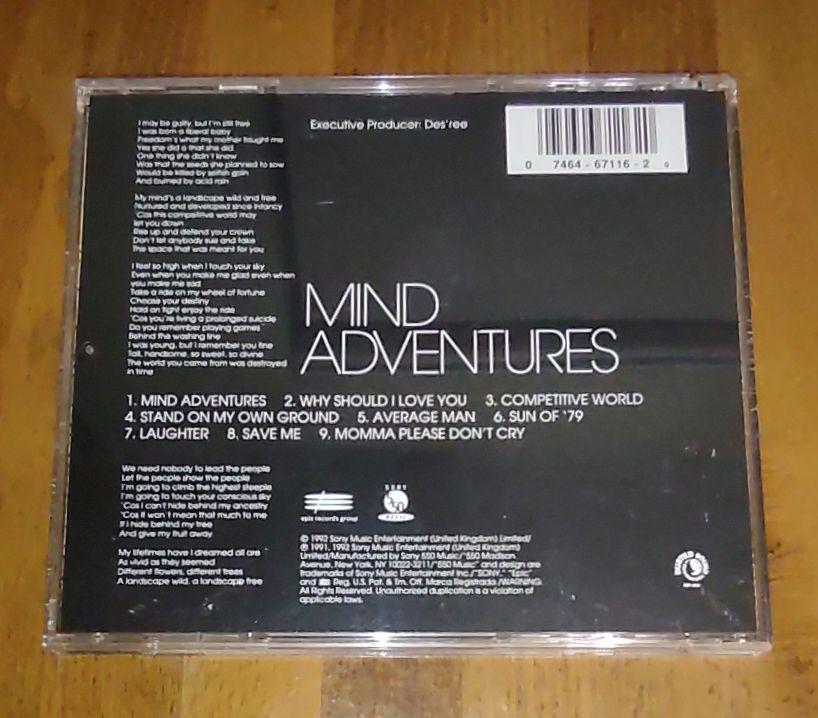 I may be guilty, but I'm still free
I was born a liberal baby
Freedom's what my mother taught me
Yes she did a that she did
One thing she didn't know
Was that the seeds she planned to sow
Would be killed by selfish gain
And burned by acid rain
My mind's a landscape wild and free
Nurtured and developed since infancy
'Cos this competitive world may
let you down
Rise up and defend your crown
Don't let anybody sue and take
The space that was meant for you
I feel so high when I touch your sky
Even when you make me glad even when
you make me sad
Take a ride on my wheel of fortune
Choose your destiny
Hold on tight enjoy the ride
'Cos you're living a prolonged suicide
Do you remember playing games
Behind the washing line
I was young, but I remember you fine
Tall, handsome, so sweet, so divine
The world you came from was destroyed
in time
Executive Producer: Des'ree
0 7464 - 67116 - 2 0
MIND
ADVENTURES
1. MIND ADVENTURES 2. WHY SHOULD I LOVE YOU 3. COMPETITIVE WORLD
4. STAND ON MY OWN GROUND 5. AVERAGE MAN 6. SUN OF '79
7. LAUGHTER 8. SAVE ME 9. MOMMA PLEASE DON'T CRY
We need nobody to lead the people
Let the people show the people
I'm going to climb the highest steeple
I'm going to touch your conscious sky
'Cos I can't hide behind my ancestry
'Cos it won't mean that much to me
If I hide behind my tree
And give my fruit away
My lifetimes have I dreamed all are
As vivid as they seemed
Different flowers, different trees
A landscape wild, a landscape free
epic records group
SONY
550
MUSIC
© 1992 Sony Music Entertainment (United Kingdom) Limited/
℗ 1991, 1992 Sony Music Entertainment (United Kingdom)
Limited/Manufactured by Sony 550 Music/"550 Madison
Avenue, New York, NY 10022-3211/"550 Music" and design are
trademarks of Sony Music Entertainment Inc./"SONY," "Epic"
and Reg. U.S. Pat. & Tm. Off. Marca Registrada./WARNING:
All Rights Reserved. Unauthorized duplication is a violation of
applicable laws.